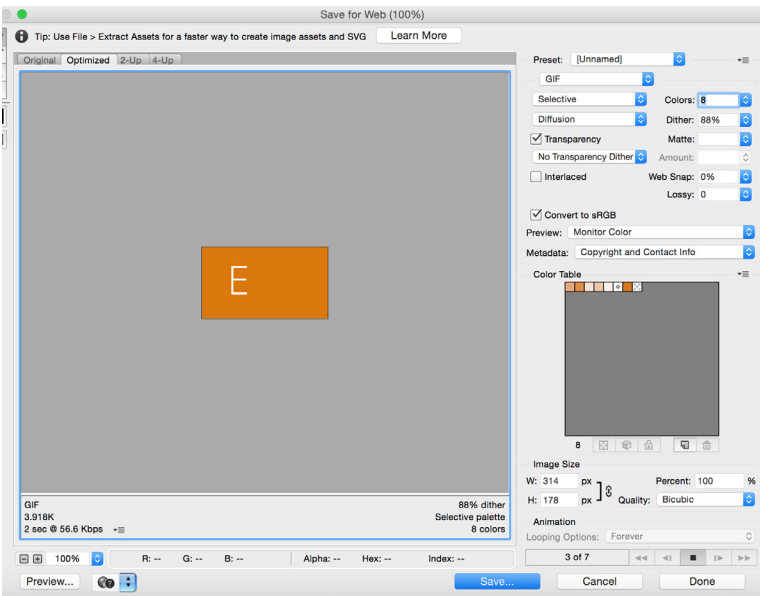 Save for Web (100%)
Tip: Use File > Extract Assets for a faster way to create image assets and SVG
Learn More
Original Optimized 2-Up 4-Up
E
GIF
3.918K
2 sec @ 56.6 Kbps
88% dither
Selective palette
8 colors
100% R: -- G: -- B: -- Alpha: -- Hex: -- Index: --
Preview...
Preset: [Unnamed]
GIF
Selective Colors: 8
Diffusion Dither: 88%
Transparency Matte:
No Transparency Dither Amount:
Interlaced Web Snap: 0%
Lossy: 0
Convert to sRGB
Preview: Monitor Color
Metadata: Copyright and Contact Info
Color Table
8
Image Size
W: 314 px Percent: 100 %
H: 178 px Quality: Bicubic
Animation
Looping Options: Forever
3 of 7
Save... Cancel Done